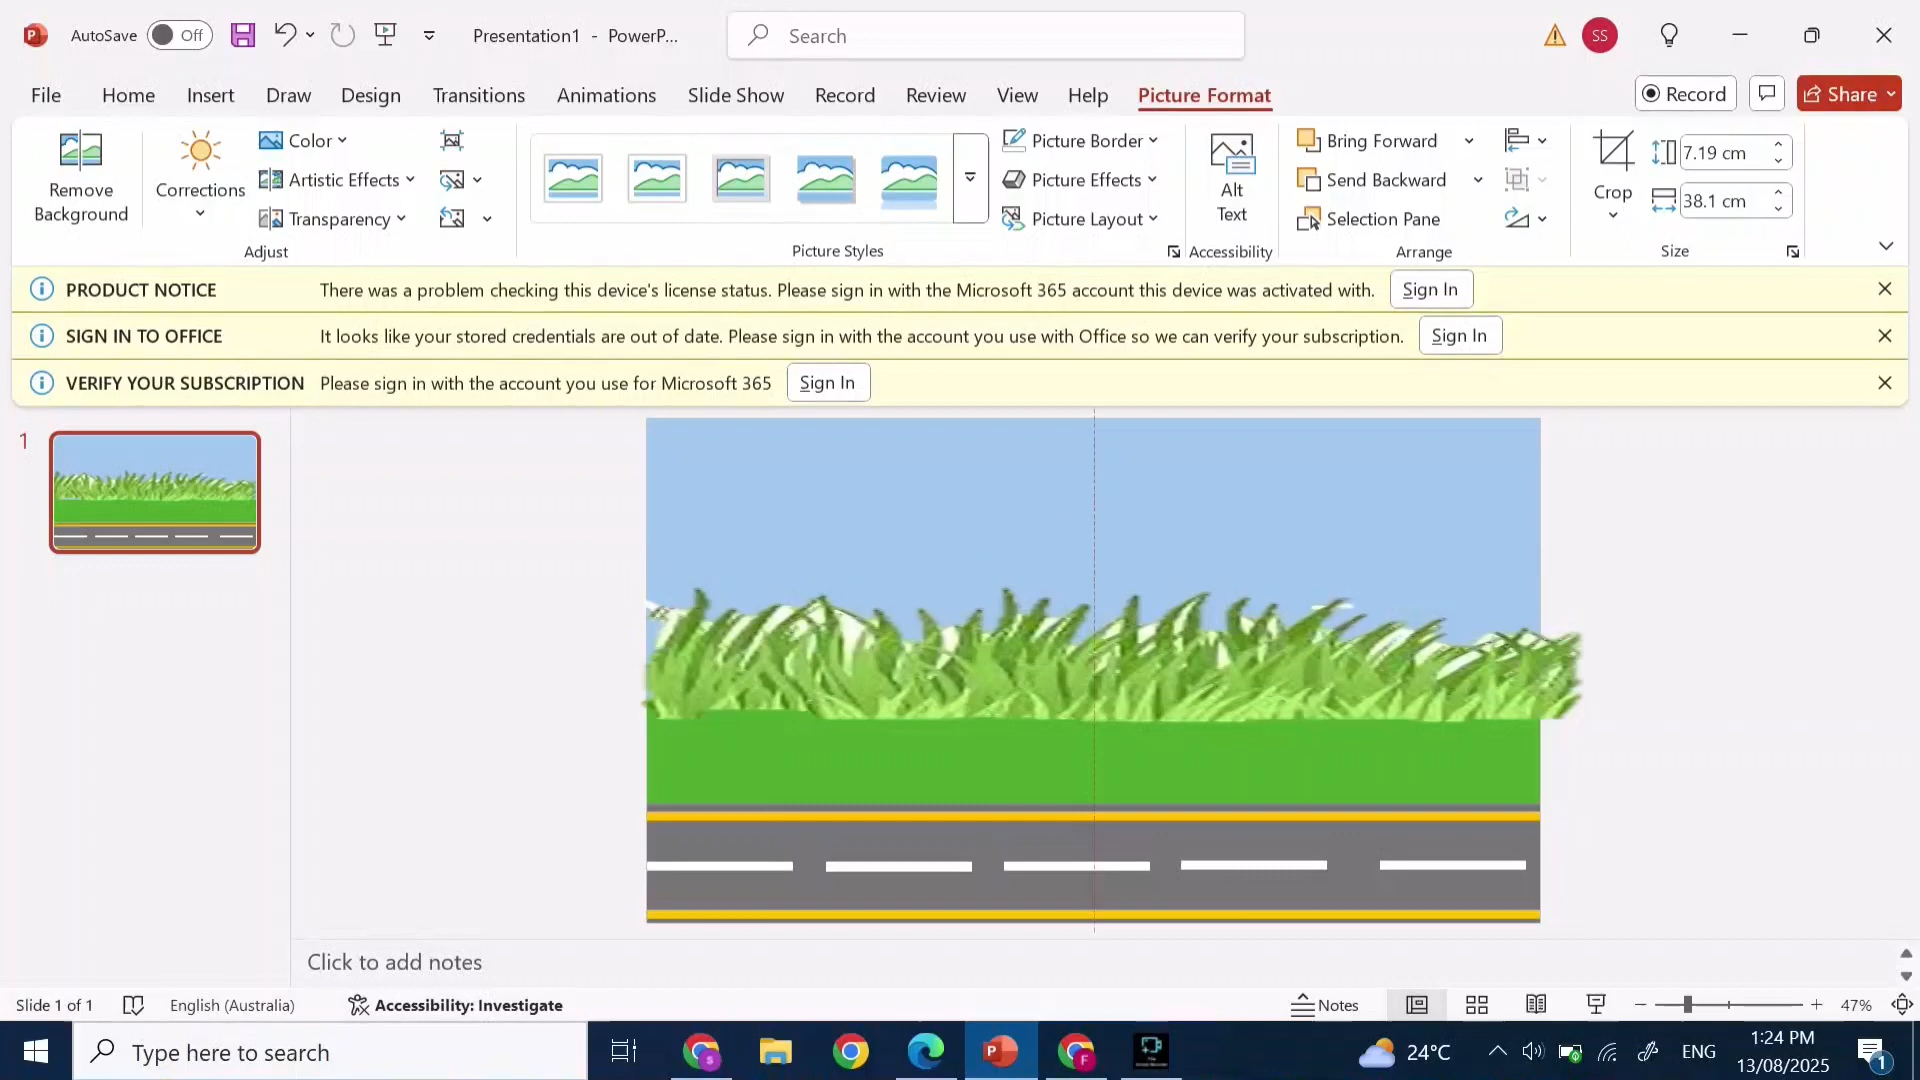 AutoSave Off Presentation1 - PowerP... Search SS
File Home Insert Draw Design Transitions Animations Slide Show Record Review View Help Picture Format Record Share
Remove Background
Corrections
Color
Artistic Effects
Transparency
Adjust
Picture Styles
Picture Border
Picture Effects
Picture Layout
Alt Text
Accessibility
Bring Forward
Send Backward
Selection Pane
Arrange
Crop
7.19 cm
38.1 cm
Size
PRODUCT NOTICE There was a problem checking this device's license status. Please sign in with the Microsoft 365 account this device was activated with. Sign In
SIGN IN TO OFFICE It looks like your stored credentials are out of date. Please sign in with the account you use with Office so we can verify your subscription. Sign In
VERIFY YOUR SUBSCRIPTION Please sign in with the account you use for Microsoft 365 Sign In
1
Click to add notes
Slide 1 of 1 English (Australia) Accessibility: Investigate Notes 47%
Type here to search 24°C ENG 1:24 PM
13/08/2025 1